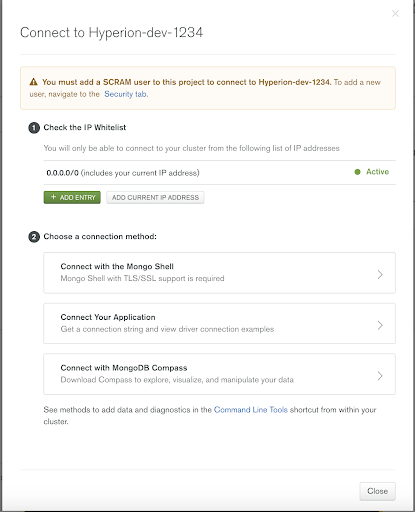 Connect to Hyperion-dev-1234
You must add a SCRAM user to this project to connect to Hyperion-dev-1234. To add a new
user, navigate to the Security tab.
1 Check the IP Whitelist
You will only be able to connect to your cluster from the following list of IP addresses
0.0.0.0/0 (includes your current IP address) Active
+ ADD ENTRY ADD CURRENT IP ADDRESS
2 Choose a connection method:
Connect with the Mongo Shell
Mongo Shell with TLS/SSL support is required
Connect Your Application
Get a connection string and view driver connection examples
Connect with MongoDB Compass
Download Compass to explore, visualize, and manipulate your data
See methods to add data and diagnostics in the Command Line Tools shortcut from within your
cluster.
Close